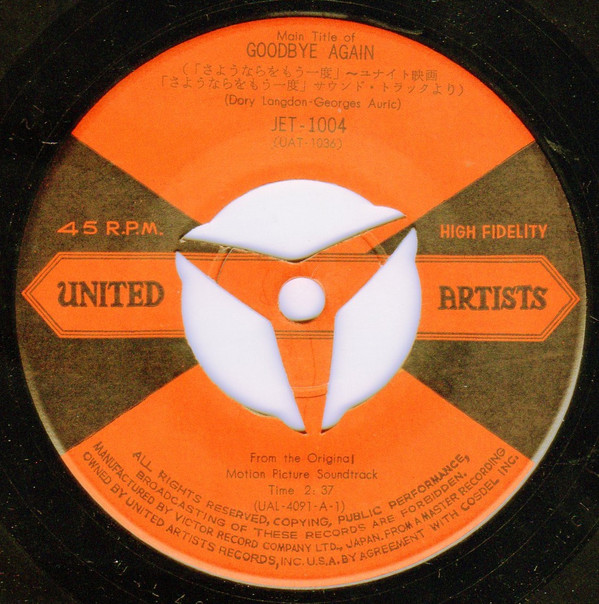 Main Title of
GOODBYE AGAIN
(「さようならをもう一度」～ユナイト映画
「さようならをもう一度」サウンド・トラックより)
(Dory Langdon-Georges Auric)
JET-1004
(UAT-1036)
45 R.P.M.
HIGH FIDELITY
UNITED ARTISTS
From the Original
Motion Picture Soundtrack
Time 2:37
(UAL-4091-A-1)
ALL RIGHTS RESERVED, COPYING, PUBLIC PERFORMANCE,
BROADCASTING OF THESE RECORDS ARE FORBIDDEN.
MANUFACTURED BY VICTOR RECORD COMPANY LTD., JAPAN. FROM A MASTER RECORDING
OWNED BY UNITED ARTISTS RECORDS, INC. U.S.A. BY AGREEMENT WITH COSDEL INC.